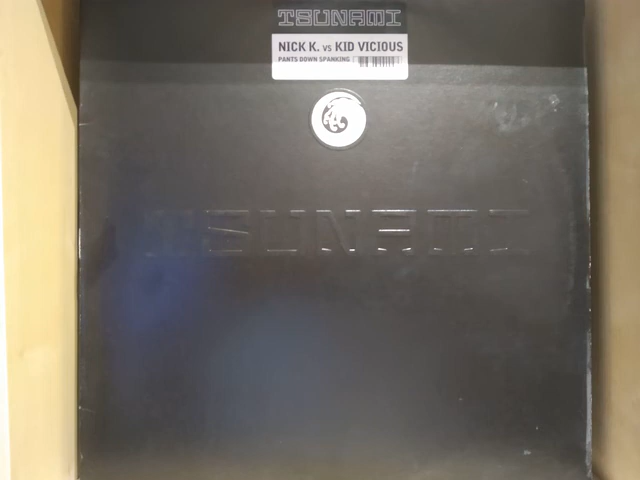 TSUNAMI
NICK K. vs KID VICIOUS
PANTS DOWN SPANKING
TSUNAMI